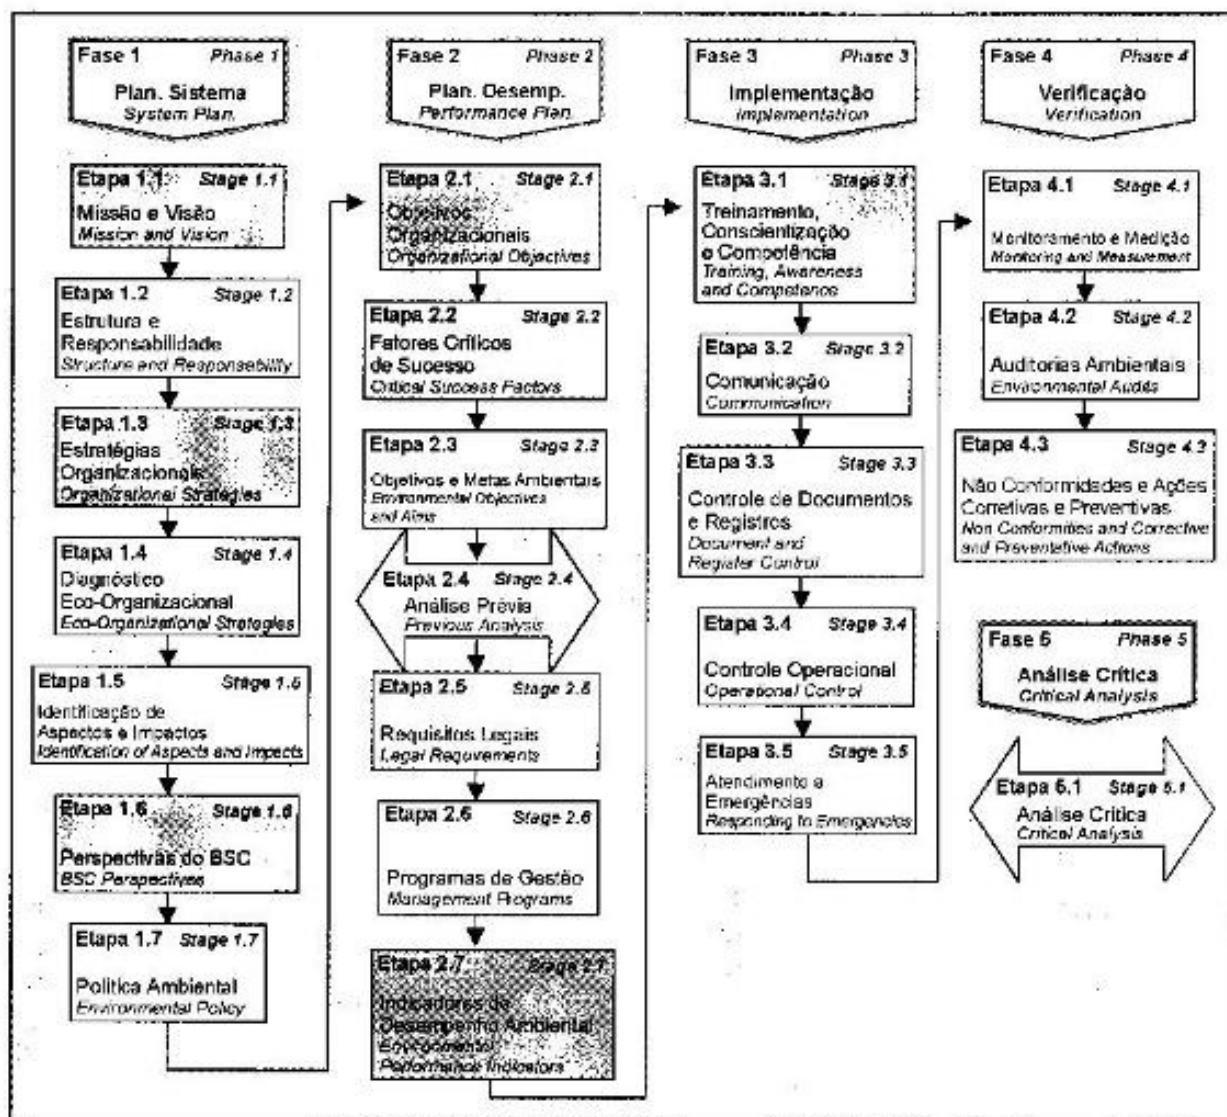 Fase 1 Phase 1
Plan. Sistema
System Plan.
Etapa 1.1 Stage 1.1
Missão e Visão
Mission and Vision
Etapa 1.2 Stage 1.2
Estrutura e
Responsabilidade
Structure and Responsability
Etapa 1.3 Stage 1.3
Estratégias
Organizacionais
Organizational Strategies
Etapa 1.4 Stage 1.4
Diagnóstico
Eco-Organizacional
Eco-Organizational Strategies
Etapa 1.5 Stage 1.5
Identificação de
Aspectos e Impactos
Identification of Aspects and Impacts
Etapa 1.6 Stage 1.6
Perspectivas do BSC
BSC Perspectives
Etapa 1.7 Stage 1.7
Política Ambiental
Environmental Policy
Fase 2 Phase 2
Plan. Desemp.
Performance Plan.
Etapa 2.1 Stage 2.1
Objetivos
Organizacionais
Organizational Objectives
Etapa 2.2 Stage 2.2
Fatores Críticos
de Sucesso
Critical Success Factors
Etapa 2.3 Stage 2.3
Objetivos e Metas Ambientais
Environmental Objectives
and Aims
Etapa 2.4 Stage 2.4
Análise Prévia
Previous Analysis
Etapa 2.5 Stage 2.5
Requisitos Legais
Legal Requirements
Etapa 2.6 Stage 2.6
Programas de Gestão
Management Programs
Etapa 2.7 Stage 2.7
Indicadores de
Desempenho Ambiental
Environmental
Performance Indicators
Fase 3 Phase 3
Implementação
Implementation
Etapa 3.1 Stage 3.1
Treinamento,
Conscientização
e Competência
Training, Awareness
and Competence
Etapa 3.2 Stage 3.2
Comunicação
Communication
Etapa 3.3 Stage 3.3
Controle de Documentos
e Registros
Document and
Register Control
Etapa 3.4 Stage 3.4
Controle Operacional
Operational Control
Etapa 3.5 Stage 3.5
Atendimento a
Emergências
Responding to Emergencies
Fase 4 Phase 4
Verificação
Verification
Etapa 4.1 Stage 4.1
Monitoramento e Medição
Monitoring and Measurement
Etapa 4.2 Stage 4.2
Auditorias Ambientais
Environmental Audits
Etapa 4.3 Stage 4.3
Não Conformidades e Ações
Corretivas e Preventivas
Non Conformities and Corrective
and Preventative Actions
Fase 5 Phase 5
Análise Crítica
Critical Analysis
Etapa 5.1 Stage 5.1
Análise Crítica
Critical Analysis